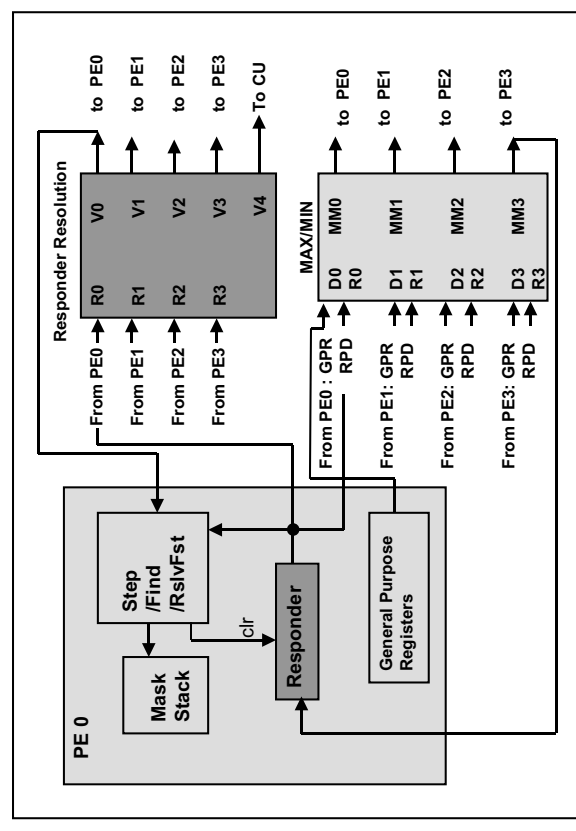 PE 0
Mask
Stack
Step
/Find
/RslvFst
clr
Responder
General Purpose
Registers
Responder Resolution
From PE0
From PE1
From PE2
From PE3
R0 V0
R1 V1
R2 V2
R3 V3
V4
to PE0
to PE1
to PE2
to PE3
To CU
MAX/MIN
From PE0 : GPR
RPD
From PE1: GPR
RPD
From PE2: GPR
RPD
From PE3: GPR
RPD
D0 MM0
R0
D1 MM1
R1
D2 MM2
R2
D3 MM3
R3
to PE0
to PE1
to PE2
to PE3